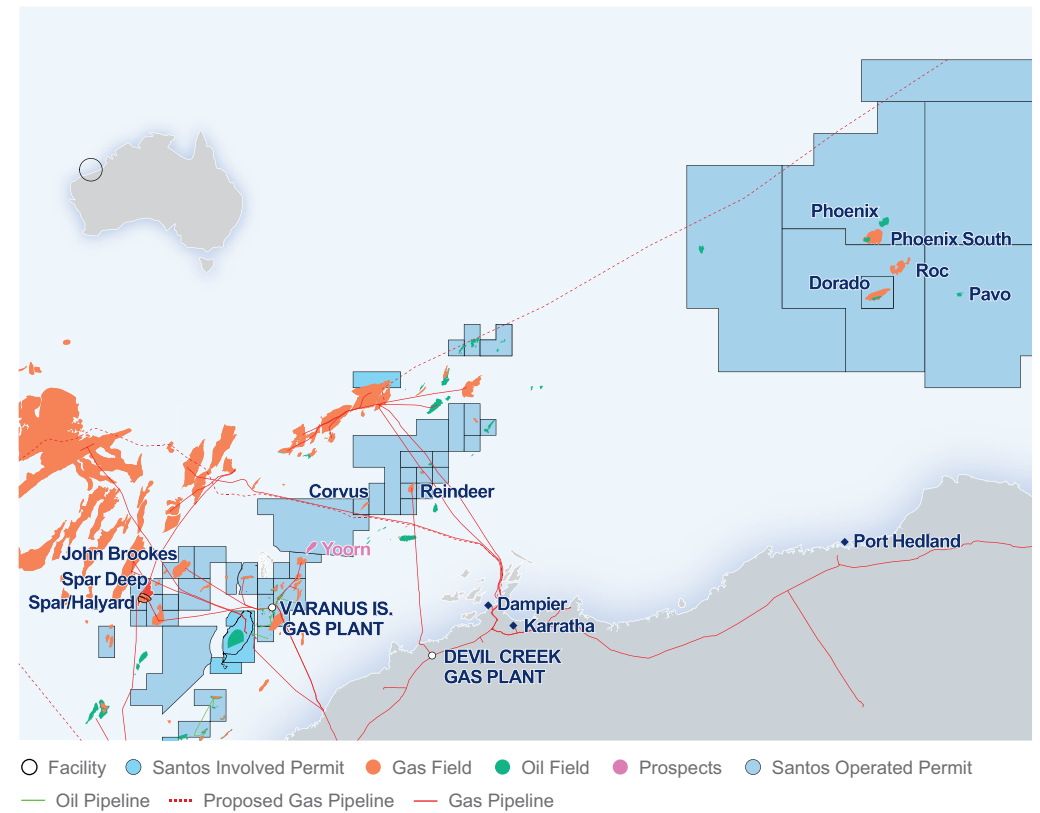 Phoenix
Phoenix South
Roc
Dorado
Pavo
Corvus
Reindeer
Port Hedland
Yoorn
John Brookes
Spar Deep
Spar/Halyard
VARANUS IS.
GAS PLANT
Dampier
Karratha
DEVIL CREEK
GAS PLANT
Facility
Santos Involved Permit
Gas Field
Oil Field
Prospects
Santos Operated Permit
Oil Pipeline
Proposed Gas Pipeline
Gas Pipeline